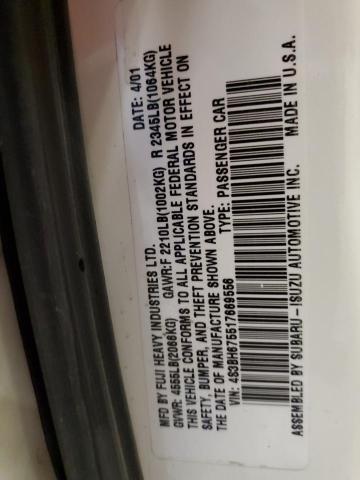 MFD BY FUJI HEAVY INDUSTRIES LTD. DATE: 4/01
GVWR: 4555LB(2066KG) GAWR:F 2210LB(1002KG) R 2345LB(1064KG)
THIS VEHICLE CONFORMS TO ALL APPLICABLE FEDERAL MOTOR VEHICLE
SAFETY, BUMPER, AND THEFT PREVENTION STANDARDS IN EFFECT ON
THE DATE OF MANUFACTURE SHOWN ABOVE.
VIN: 4S3BH675517669556 TYPE: PASSENGER CAR
ASSEMBLED BY SUBARU-ISUZU AUTOMOTIVE INC. MADE IN U.S.A.